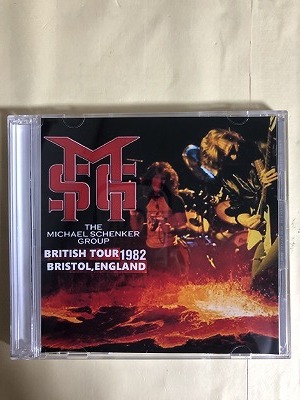 MSG
THE
MICHAEL SCHENKER
GROUP
BRITISH TOUR 1982
BRISTOL, ENGLAND